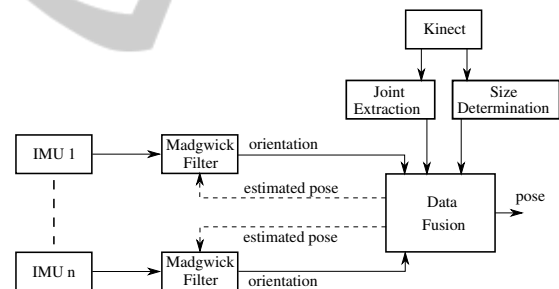 Kinect
Joint
Extraction
Size
Determination
IMU 1
Madgwick
Filter
orientation
estimated pose
Data
Fusion
pose
estimated pose
IMU n
Madgwick
Filter
orientation